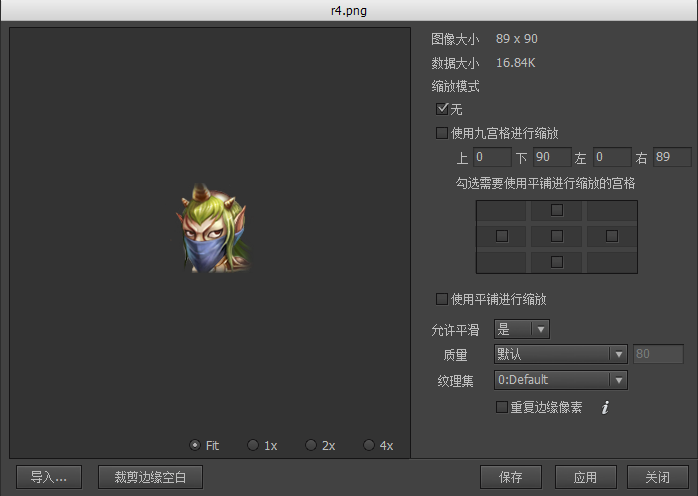 r4.png
图像大小 89 x 90
数据大小 16.84K
缩放模式
无
使用九宫格进行缩放
上 0 下 90 左 0 右 89
勾选需要使用平铺进行缩放的宫格
使用平铺进行缩放
允许平滑 是
质量 默认 80
纹理集 0:Default
重复边缘像素 i
Fit 1x 2x 4x
导入... 裁剪边缘空白 保存 应用 关闭